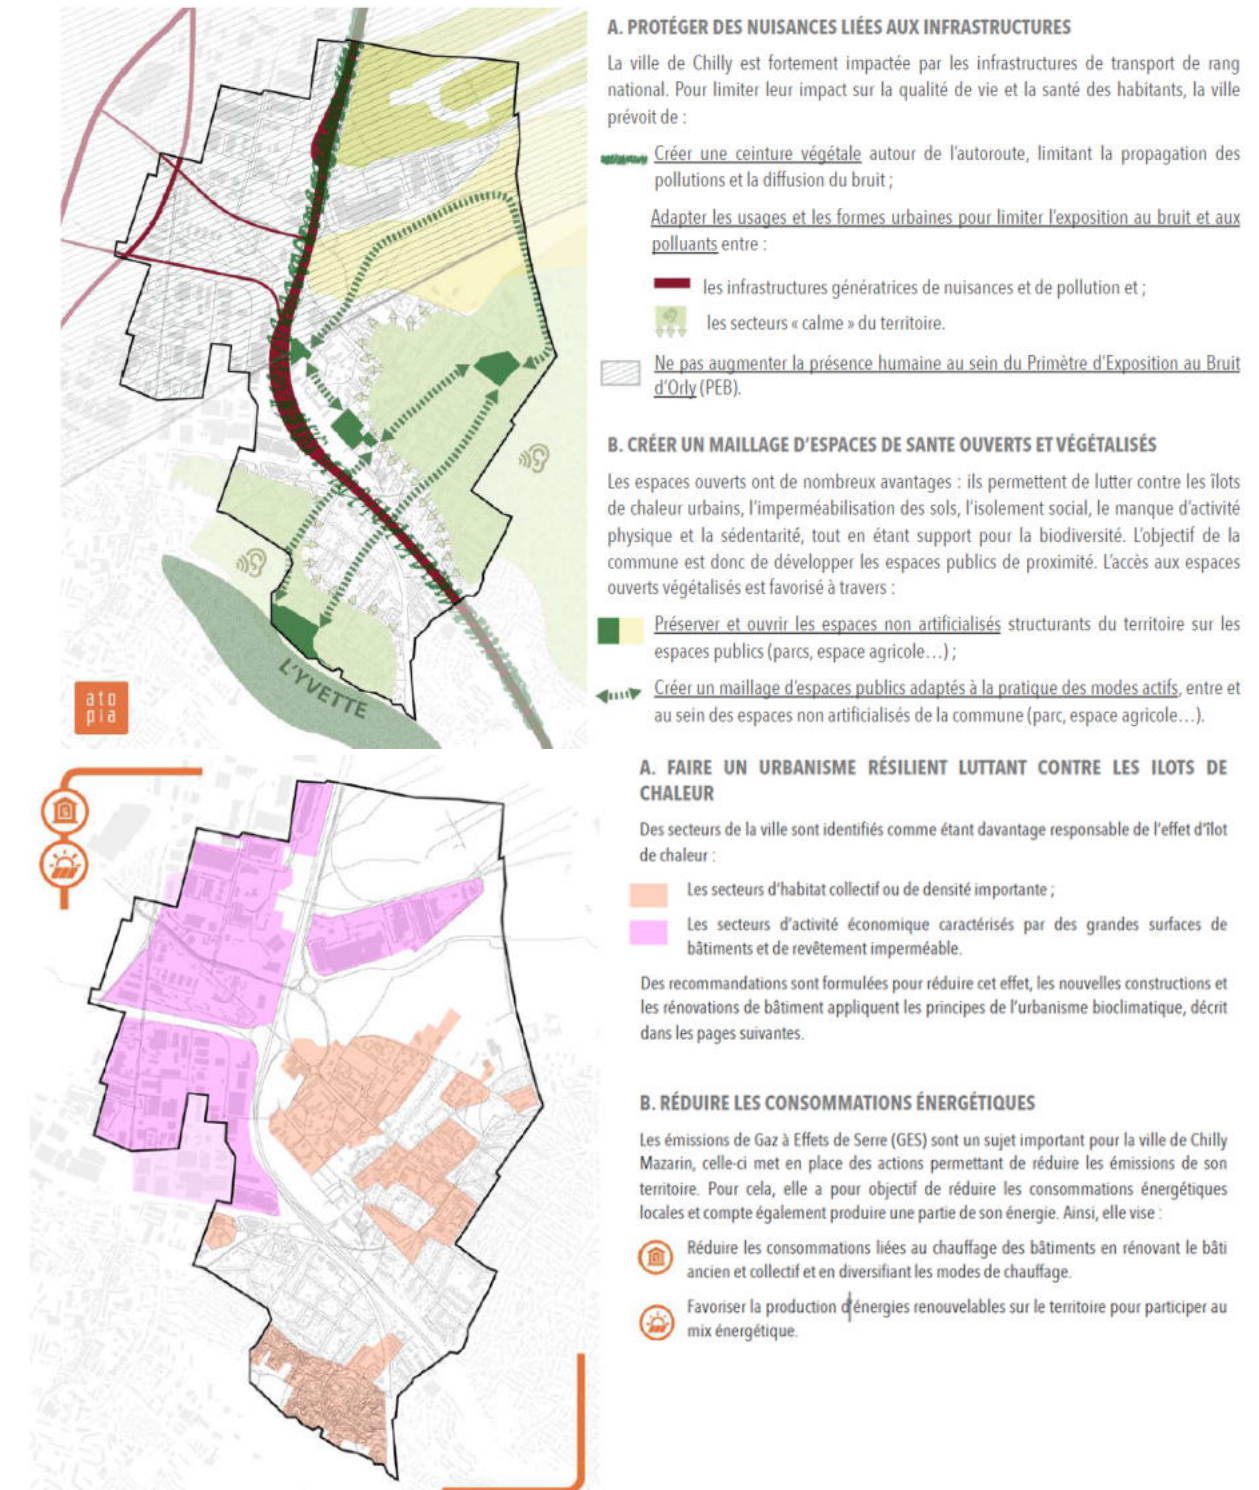 A. PROTÉGER DES NUISANCES LIÉES AUX INFRASTRUCTURES
La ville de Chilly est fortement impactée par les infrastructures de transport de rang
national. Pour limiter leur impact sur la qualité de vie et la santé des habitants, la ville
prévoit de :
Créer une ceinture végétale autour de l'autoroute, limitant la propagation des
pollutions et la diffusion du bruit ;
Adapter les usages et les formes urbaines pour limiter l'exposition au bruit et aux
polluants entre :
les infrastructures génératrices de nuisances et de pollution et ;
les secteurs « calme » du territoire.
Ne pas augmenter la présence humaine au sein du Primètre d'Exposition au Bruit
d'Orly (PEB).
B. CRÉER UN MAILLAGE D'ESPACES DE SANTE OUVERTS ET VÉGÉTALISÉS
Les espaces ouverts ont de nombreux avantages : ils permettent de lutter contre les îlots
de chaleur urbains, l'imperméabilisation des sols, l'isolement social, le manque d'activité
physique et la sédentarité, tout en étant support pour la biodiversité. L'objectif de la
commune est donc de développer les espaces publics de proximité. L'accès aux espaces
ouverts végétalisés est favorisé à travers :
Préserver et ouvrir les espaces non artificialisés structurants du territoire sur les
espaces publics (parcs, espace agricole...) ;
Créer un maillage d'espaces publics adaptés à la pratique des modes actifs, entre et
au sein des espaces non artificialisés de la commune (parc, espace agricole...).
L'YVETTE
ato
pia
A. FAIRE UN URBANISME RÉSILIENT LUTTANT CONTRE LES ILOTS DE
CHALEUR
Des secteurs de la ville sont identifiés comme étant davantage responsable de l'effet d'îlot
de chaleur :
Les secteurs d'habitat collectif ou de densité importante ;
Les secteurs d'activité économique caractérisés par des grandes surfaces de
bâtiments et de revêtement imperméable.
Des recommandations sont formulées pour réduire cet effet, les nouvelles constructions et
les rénovations de bâtiment appliquent les principes de l'urbanisme bioclimatique, décrit
dans les pages suivantes.
B. RÉDUIRE LES CONSOMMATIONS ÉNERGÉTIQUES
Les émissions de Gaz à Effets de Serre (GES) sont un sujet important pour la ville de Chilly
Mazarin, celle-ci met en place des actions permettant de réduire les émissions de son
territoire. Pour cela, elle a pour objectif de réduire les consommations énergétiques
locales et compte également produire une partie de son énergie. Ainsi, elle vise :
Réduire les consommations liées au chauffage des bâtiments en rénovant le bâti
ancien et collectif et en diversifiant les modes de chauffage.
Favoriser la production d'énergies renouvelables sur le territoire pour participer au
mix énergétique.